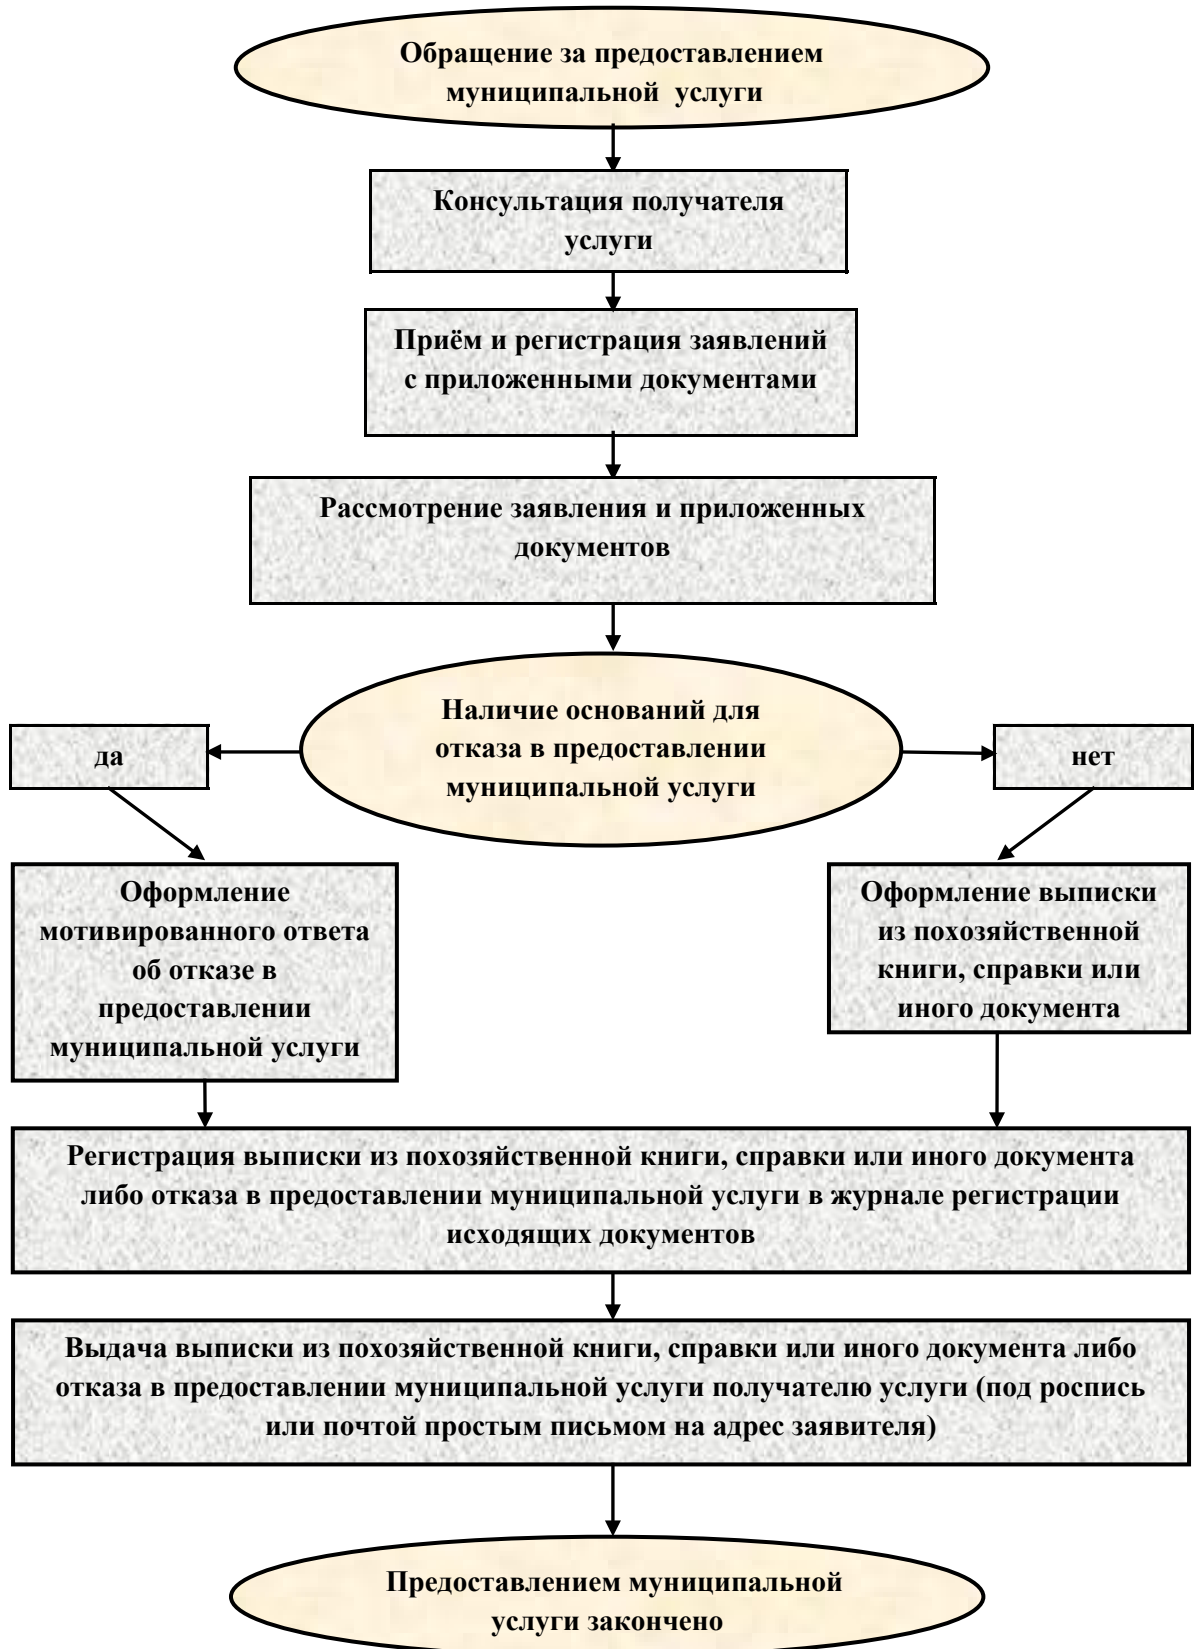 Обращение за предоставлением
муниципальной услуги
Консультация получателя
услуги
Приём и регистрация заявлений
с приложенными документами
Рассмотрение заявления и приложенных
документов
Наличие оснований для
отказа в предоставлении
муниципальной услуги
да
нет
Оформление
мотивированного ответа
об отказе в
предоставлении
муниципальной услуги
Оформление выписки
из похозяйственной
книги, справки или
иного документа
Регистрация выписки из похозяйственной книги, справки или иного документа
либо отказа в предоставлении муниципальной услуги в журнале регистрации
исходящих документов
Выдача выписки из похозяйственной книги, справки или иного документа либо
отказа в предоставлении муниципальной услуги получателю услуги (под роспись
или почтой простым письмом на адрес заявителя)
Предоставлением муниципальной
услуги закончено